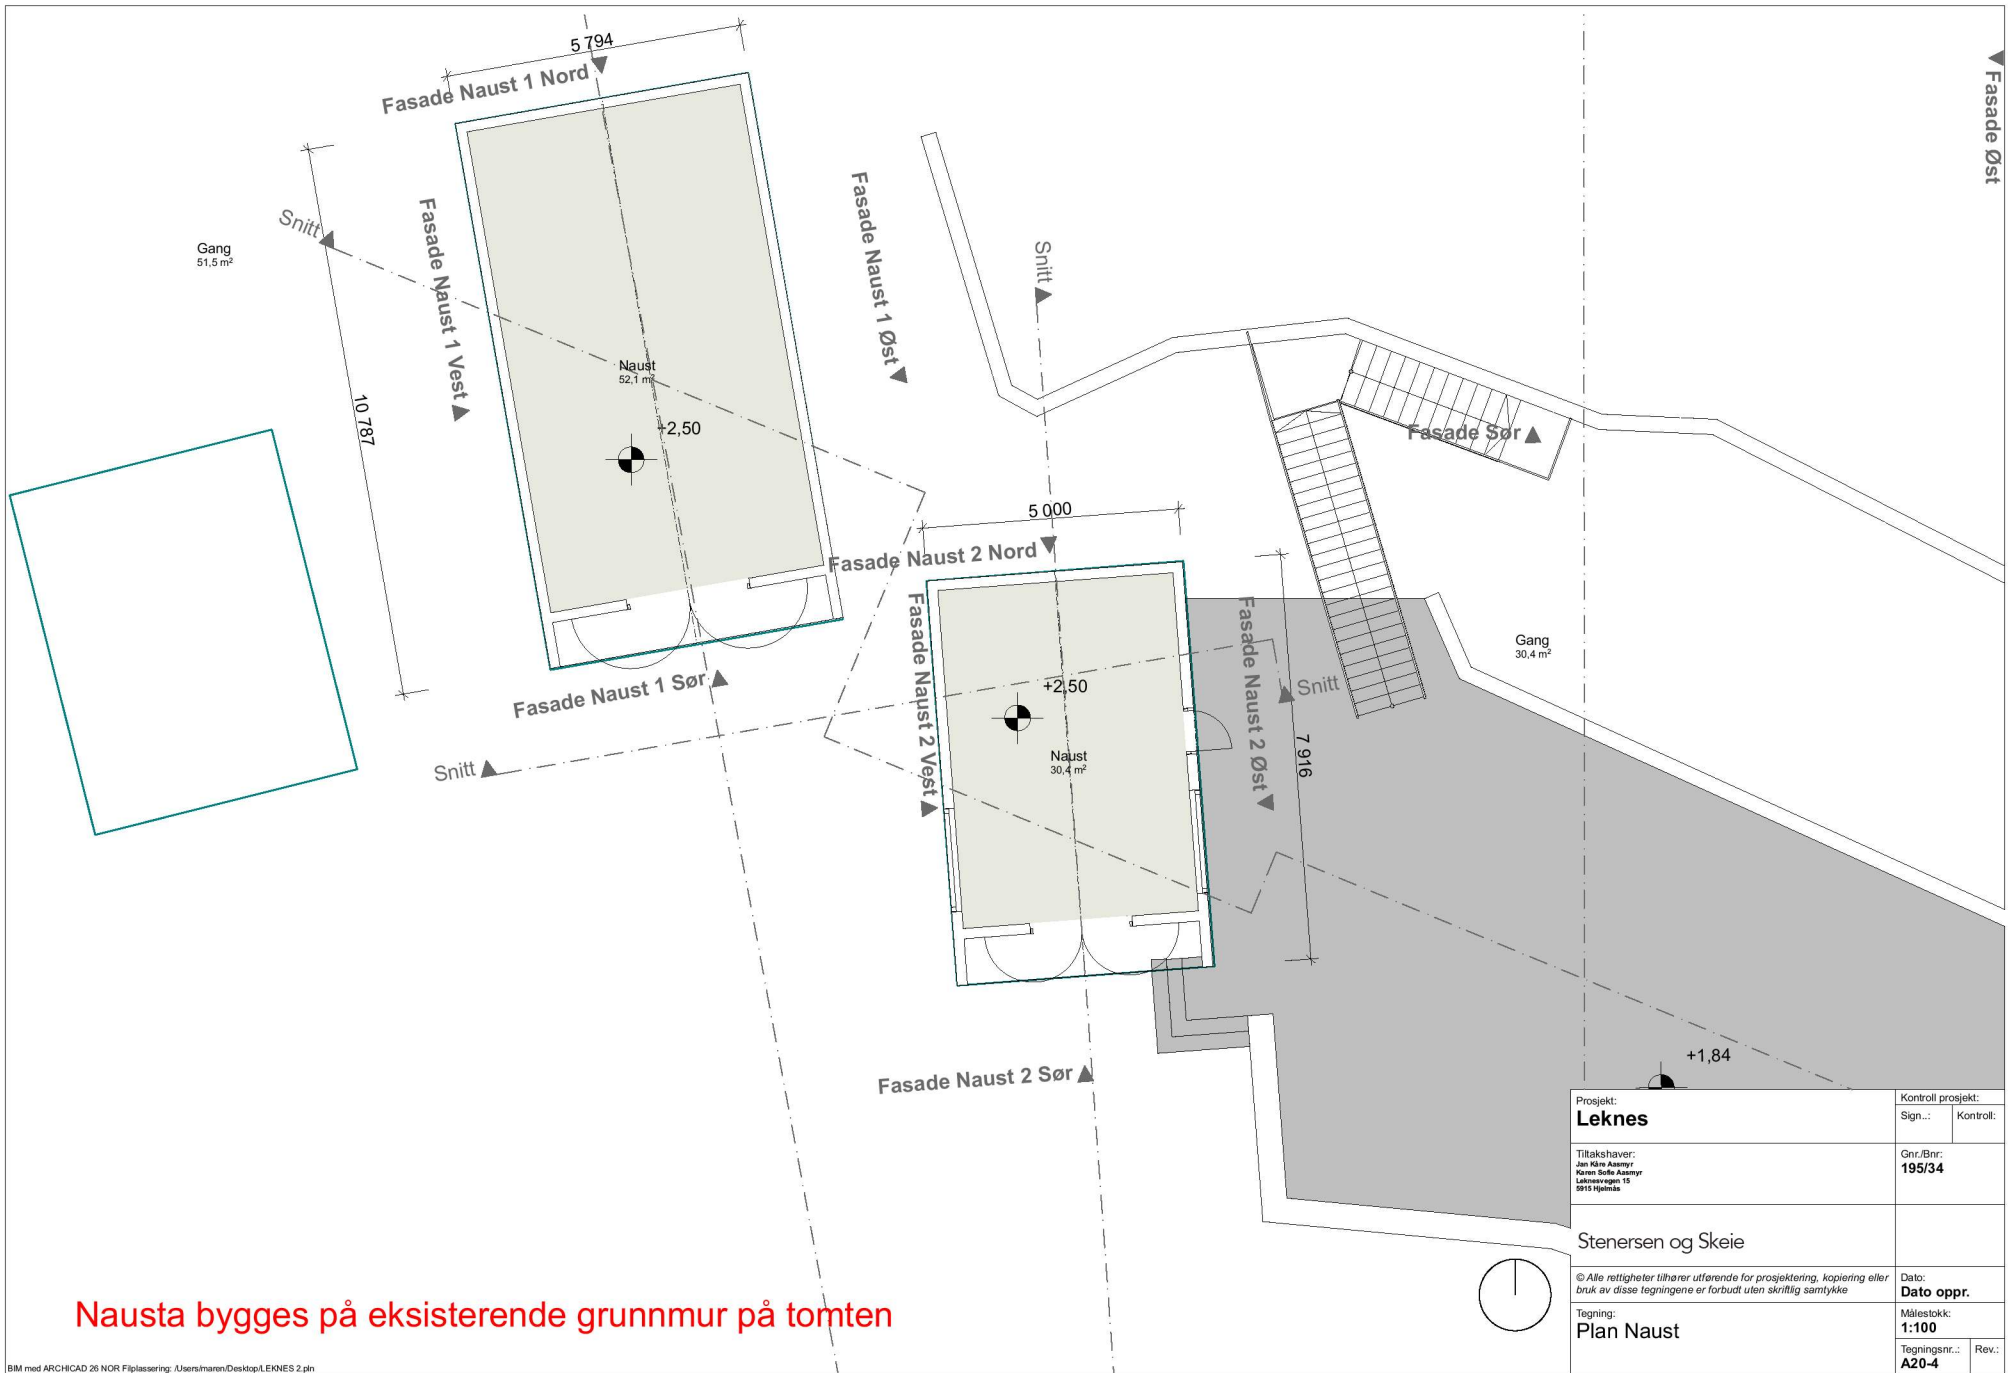 5 794
Fasade Naust 1 Nord
Fasade Øst
Snitt
Gang
51,5 m²
Fasade Naust 1 Vest
Fasade Naust 1 Øst
Snitt
Naust
52,1 m²
+2,50
10 787
Fasade Sør
5 000
Fasade Naust 2 Nord
Fasade Naust 2 Vest
Fasade Naust 2 Øst
Gang
30,4 m²
Fasade Naust 1 Sør
+2,50
Snitt
Naust
30,4 m²
7 916
Snitt
Fasade Naust 2 Sør
+1,84
Prosjekt:
Leknes
Kontroll prosjekt:
Sign..: Kontroll:
Tiltakshaver:
Jan Kåre Aasmyr
Karen Sofie Aasmyr
Leknesvegen 15
5915 Hjelmås
Gnr./Bnr:
195/34
Stenersen og Skeie
© Alle rettigheter tilhører utførende for prosjektering, kopiering eller
bruk av disse tegningene er forbudt uten skriftlig samtykke
Dato:
Dato oppr.
Tegning:
Plan Naust
Målestokk:
1:100
Tegningsnr..: Rev.:
A20-4
Nausta bygges på eksisterende grunnmur på tomten
BIM med ARCHICAD 26 NOR Filplassering: /Users/maren/Desktop/LEKNES 2.pln